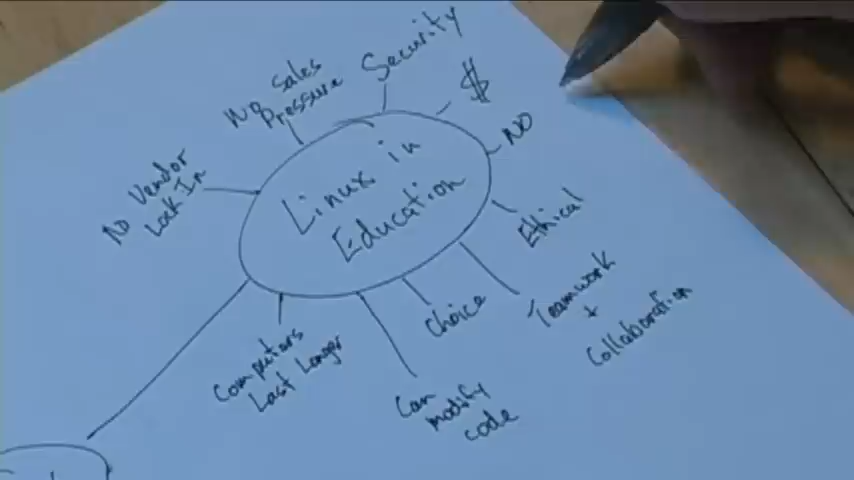 Linux in
Education
No Vendor
Lock In
No Sales
Pressure
Security
$
NO
Ethical
Teamwork
+
Collaboration
Choice
Can
modify
code
Computers
Last Longer